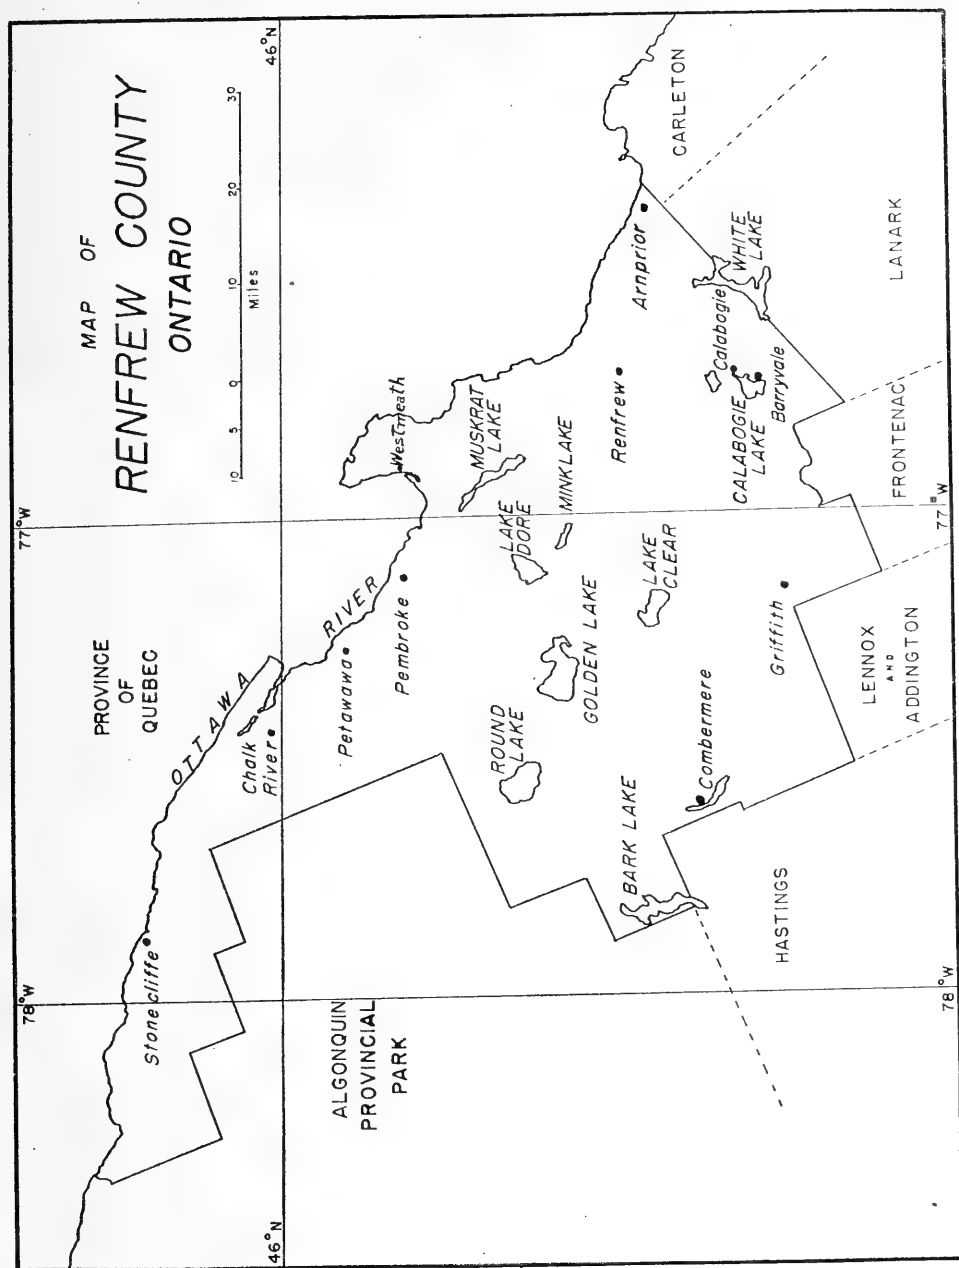 MAP OF
RENFREW COUNTY
ONTARIO
10 5 0 10 20 30
Miles
46°N
77°W
78°W
46°N
77°W
78°W
PROVINCE
OF
QUEBEC
OTTAWA RIVER
Stonecliffe
Chalk
River
Petawawa
Pembroke
Westmeath
MUSKRAT
LAKE
LAKE
DORE
MINK LAKE
ROUND
LAKE
GOLDEN LAKE
LAKE
CLEAR
BARK LAKE
Combermere
Griffith
Renfrew
Arnprior
Calabogie
CALABOGIE
LAKE
Barryvale
WHITE
LAKE
CARLETON
LANARK
FRONTENAC
LENNOX
AND
ADDINGTON
HASTINGS
ALGONQUIN
PROVINCIAL
PARK